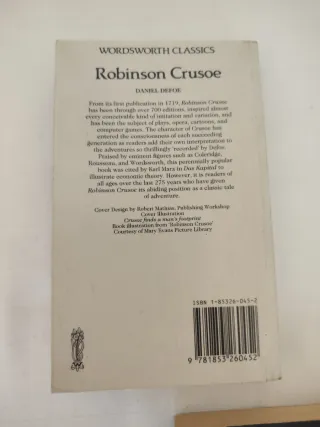 WORDSWORTH CLASSICS
Robinson Crusoe
DANIEL DEFOE
From its first publication in 1719, Robinson Crusoe
has been through over 700 editions, inspired almost
every conceivable kind of imitation and variation, and
has been the subject of plays, opera, cartoons, and
computer games. The character of Crusoe has
entered the consciousness of each succeeding
generation as readers add their own interpretation to
the adventures so thrillingly 'recorded' by Defoe.
Praised by eminent figures such as Coleridge,
Rousseau, and Wordsworth, this perennially popular
book was cited by Karl Marx in Das Kapital to
illustrate economic theory. However, it is readers of
all ages over the last 275 years who have given
Robinson Crusoe its abiding position as a classic tale
of adventure.
Cover Design by Robert Mathias, Publishing Workshop
Cover Illustration
Crusoe finds a man's footprint
Book illustration from 'Robinson Crusoe'
Courtesy of Mary Evans Picture Library
ISBN 1-85326-045-2
9 781853 260452